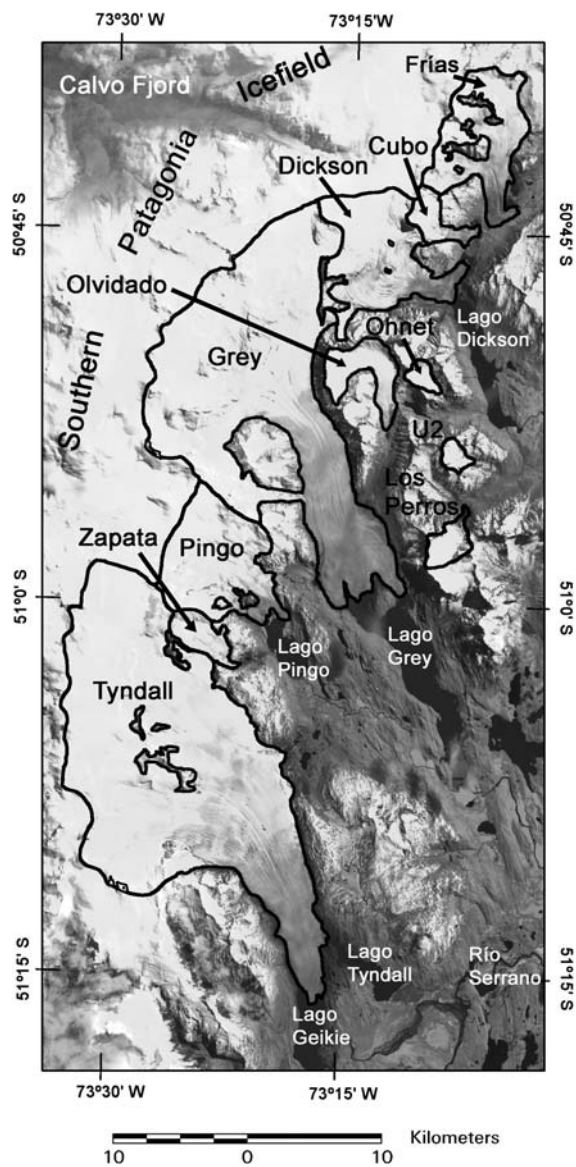 73°30' W
73°15' W
Calvo Fjord
Icefield
Frías
Cubo
Dickson
Patagonia
50°45' S
50°45' S
Olvidado
Lago
Dickson
Ohnet
Grey
Southern
U2
Los
Perros
Zapata
Pingo
51°0' S
51°0' S
Lago
Pingo
Lago
Grey
Tyndall
Lago
Tyndall
Río
Serrano
51°15' S
51°15' S
Lago
Geikie
73°30' W
73°15' W
10
0
10
Kilometers